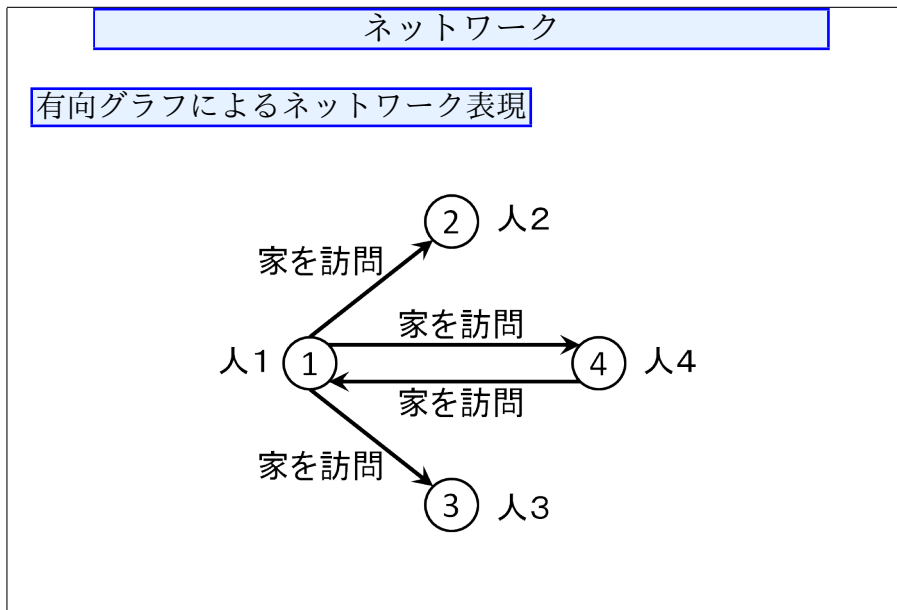 ネットワーク
有向グラフによるネットワーク表現
2 人2
家を訪問
家を訪問
人1 1 4 人4
家を訪問
家を訪問
3 人3